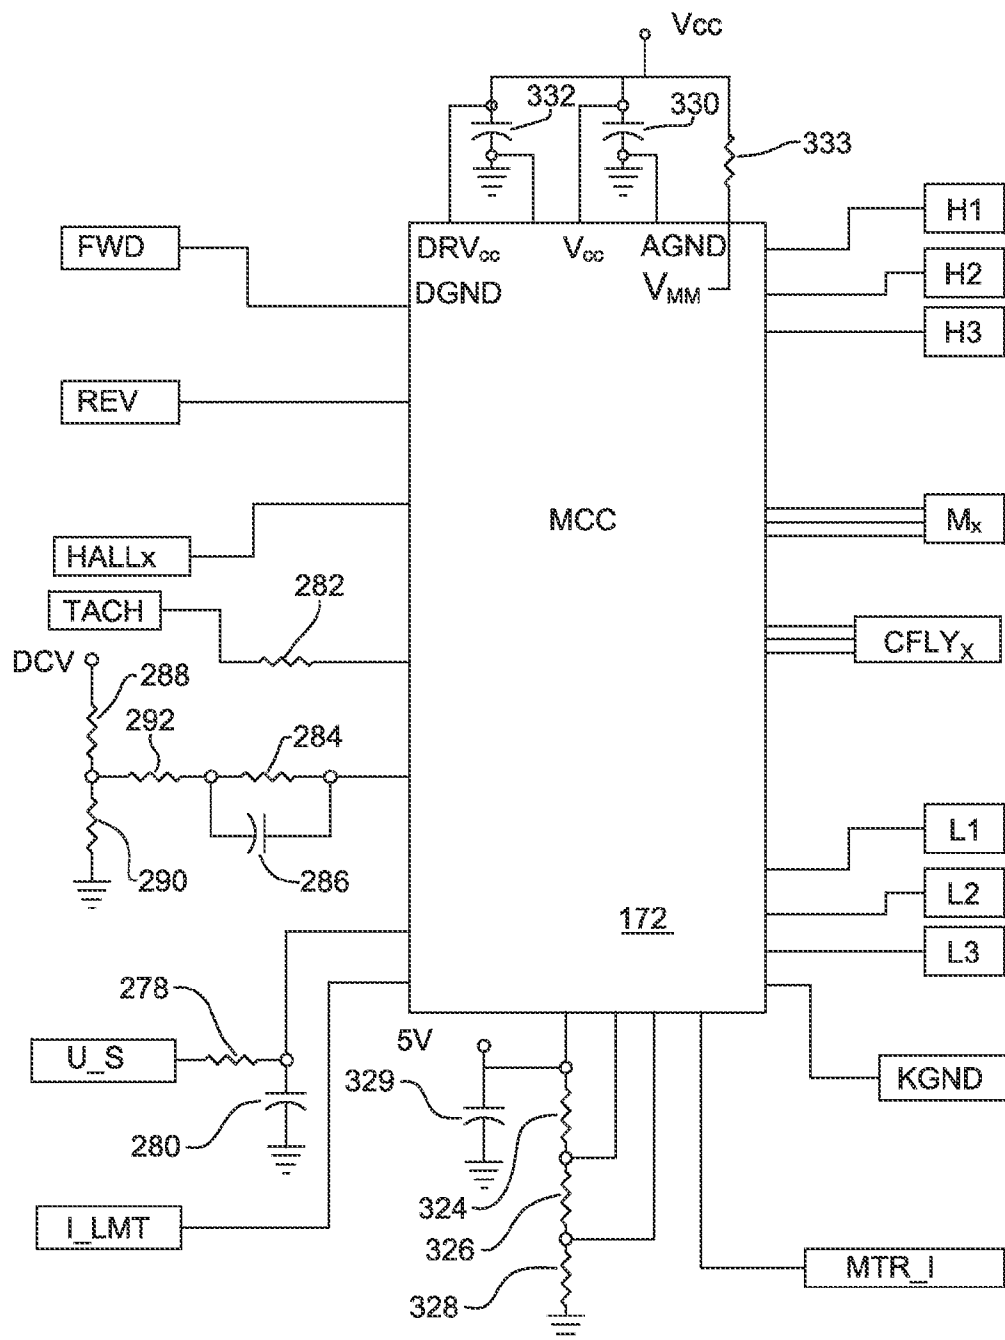 Vcc
332
330
333
H1
FWD
DRVcc
Vcc
AGND
H2
DGND
VMM
H3
REV
MCC
Mx
HALLx
282
TACH
CFLYX
DCV
288
292
284
L1
290
286
L2
172
L3
278
5V
U_S
329
KGND
280
324
I_LMT
326
MTR_I
328